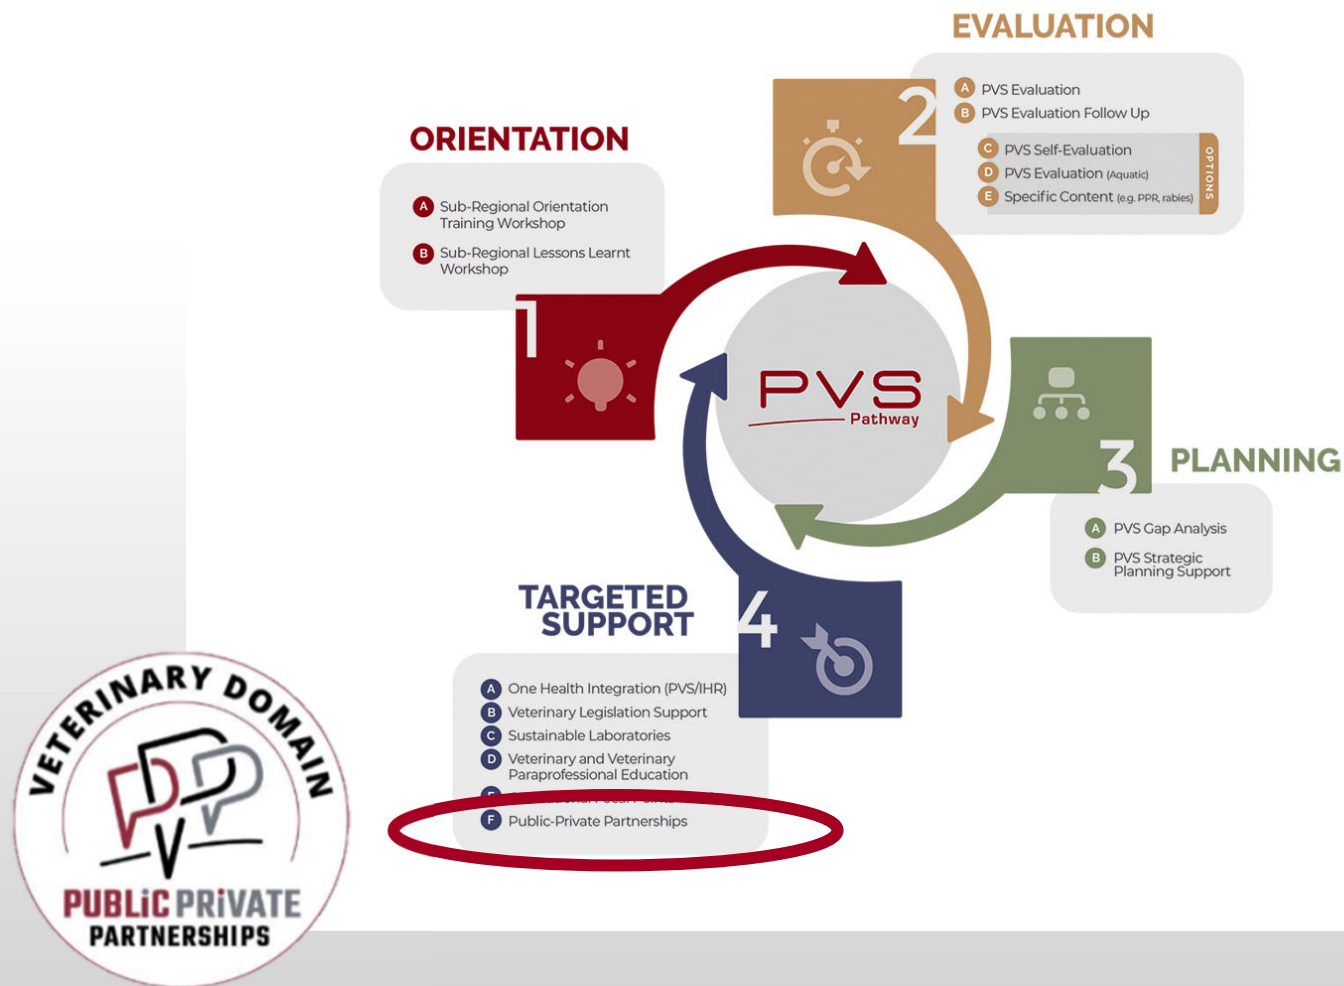 ORIENTATION
A Sub-Regional Orientation
Training Workshop
B Sub-Regional Lessons Learnt
Workshop
1
EVALUATION
2
A PVS Evaluation
B PVS Evaluation Follow Up
C PVS Self-Evaluation
D PVS Evaluation (Aquatic)
E Specific Content (e.g. PPR, rabies)
OPTIONS
PVS
Pathway
3
PLANNING
A PVS Gap Analysis
B PVS Strategic
Planning Support
TARGETED
SUPPORT
4
A One Health Integration (PVS/IHR)
B Veterinary Legislation Support
C Sustainable Laboratories
D Veterinary and Veterinary
Paraprofessional Education
F Public-Private Partnerships
VETERINARY DOMAIN
PPP
V
PUBLiC PRiVATE
PARTNERSHIPS